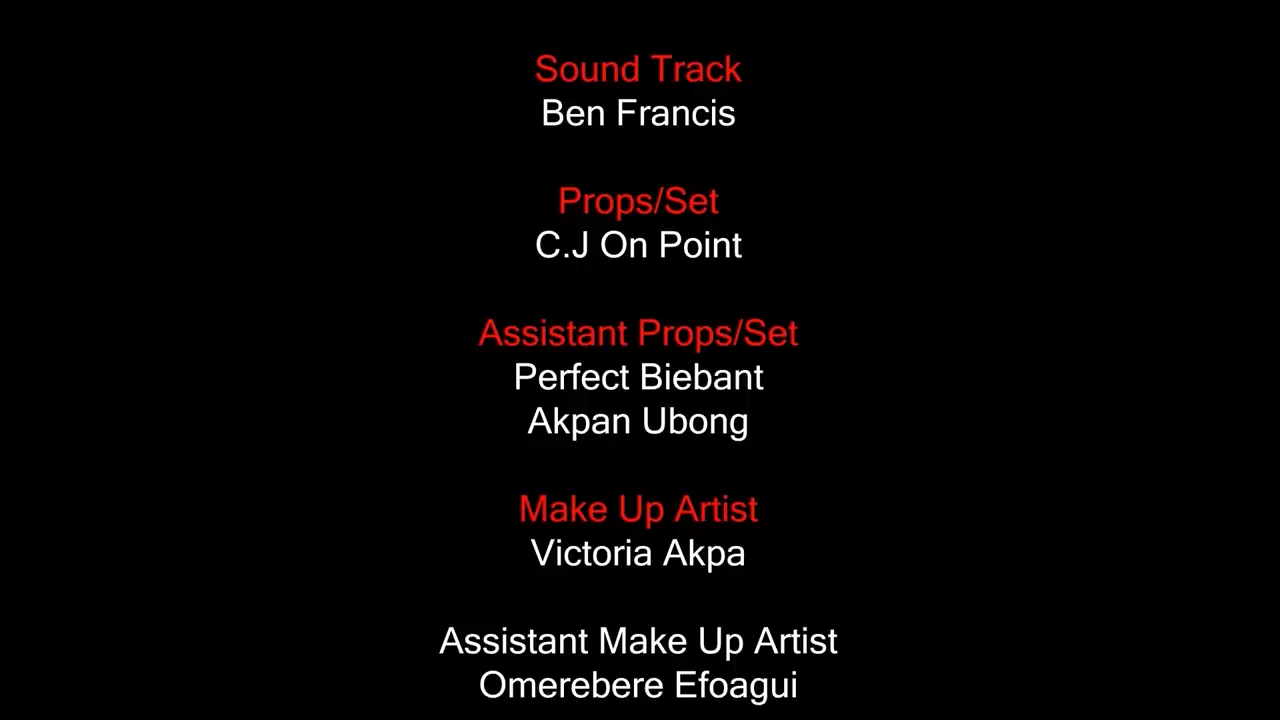 Sound Track
Ben Francis
Props/Set
C.J On Point
Assistant Props/Set
Perfect Biebant
Akpan Ubong
Make Up Artist
Victoria Akpa
Assistant Make Up Artist
Omerebere Efoagui